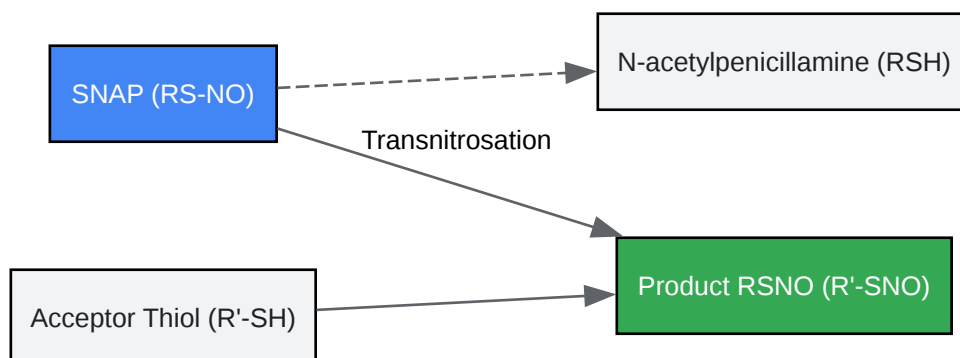 SNAP (RS-NO)
N-acetylpenicillamine (RSH)
Transnitrosation
Acceptor Thiol (R'-SH)
Product RSNO (R'-SNO)